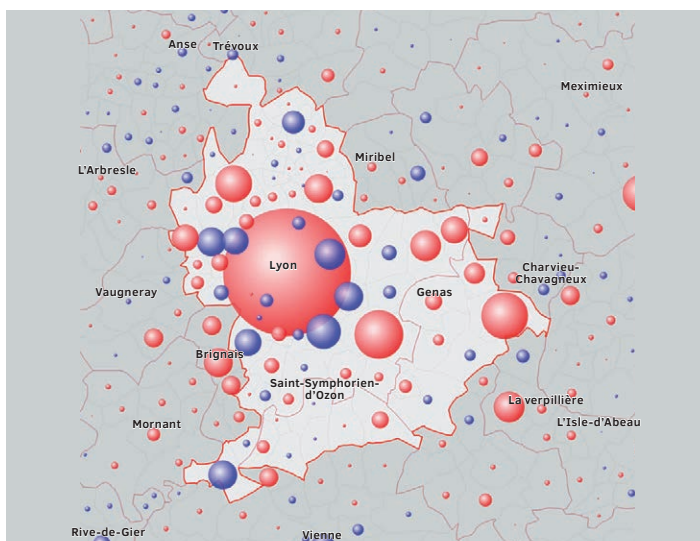 Anse
Trévoux
Meximieux
Miribel
L'Arbresle
Lyon
Charvieu-
Chavagneux
Vaugneray
Genas
Brignais
Saint-Symphorien-
d'Ozon
La verpillière
Mornant
L'Isle-d'Abeau
Rive-de-Gier
Vienne